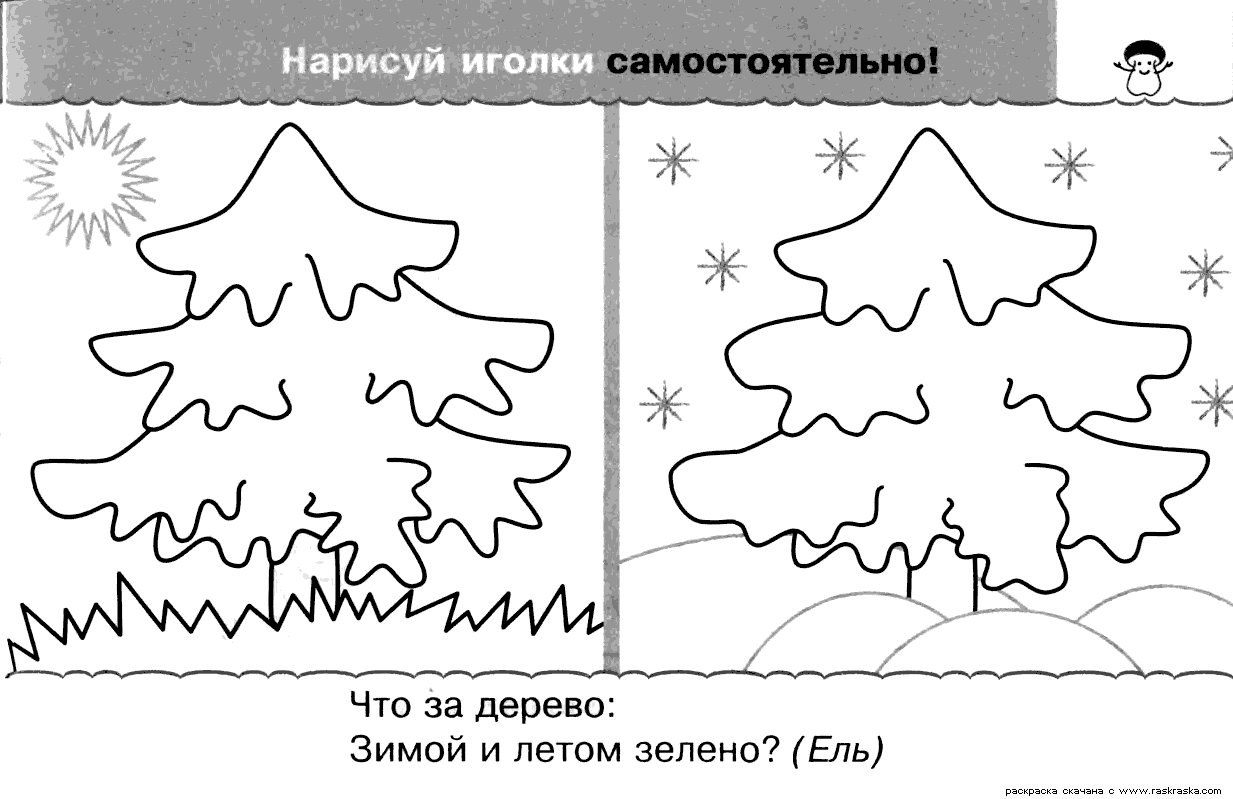 Нарисуй иголки самостоятельно!
Что за дерево:
Зимой и летом зелено? (Ель)
раскраска скачана с www.raskraska.com